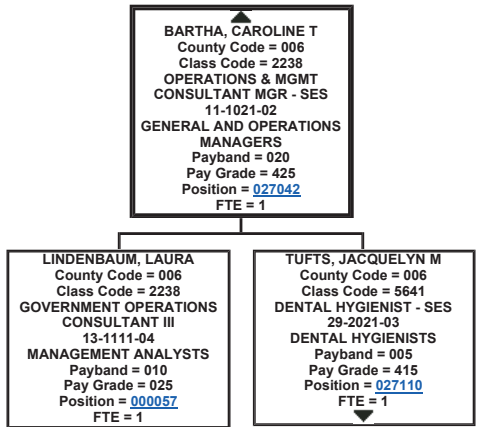 BARTHA, CAROLINE T
County Code = 006
Class Code = 2238
OPERATIONS & MGMT
CONSULTANT MGR - SES
11-1021-02
GENERAL AND OPERATIONS
MANAGERS
Payband = 020
Pay Grade = 425
Position = 027042
FTE = 1
LINDENBAUM, LAURA
County Code = 006
Class Code = 2238
GOVERNMENT OPERATIONS
CONSULTANT III
13-1111-04
MANAGEMENT ANALYSTS
Payband = 010
Pay Grade = 025
Position = 000057
FTE = 1
TUFTS, JACQUELYN M
County Code = 006
Class Code = 5641
DENTAL HYGIENIST - SES
29-2021-03
DENTAL HYGIENISTS
Payband = 005
Pay Grade = 415
Position = 027110
FTE = 1